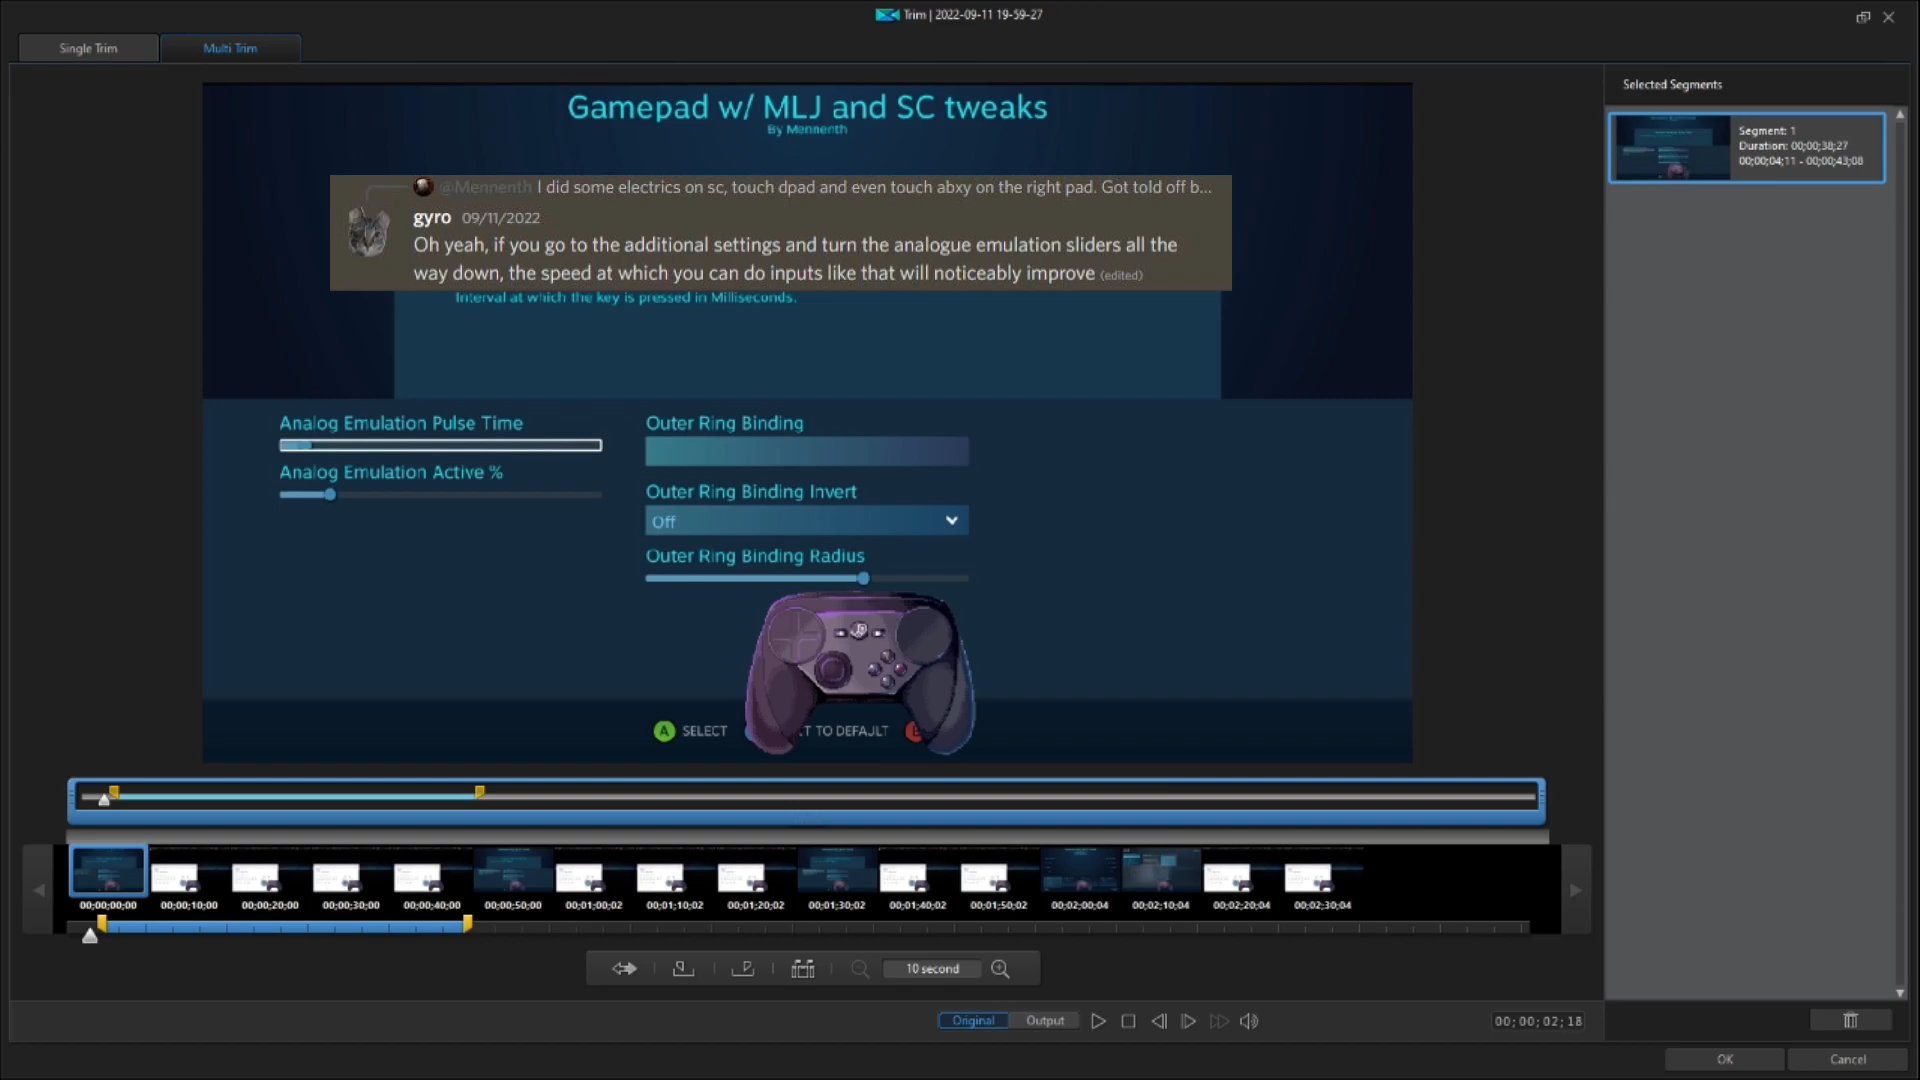 Trim | 2022-09-11 19-59-27
Single Trim
Multi Trim
Selected Segments
Segment: 1
Duration: 00;00;38;27
00;00;04;11 - 00;00;43;08
Gamepad w/ MLJ and SC tweaks
By Mennenth
@Mennenth I did some electrics on sc, touch dpad and even touch abxy on the right pad. Got told off b...
gyro 09/11/2022
Oh yeah, if you go to the additional settings and turn the analogue emulation sliders all the
way down, the speed at which you can do inputs like that will noticeably improve (edited)
Interval at which the key is pressed in Milliseconds.
Analog Emulation Pulse Time
Analog Emulation Active %
Outer Ring Binding
Outer Ring Binding Invert
Off
Outer Ring Binding Radius
A SELECT
T TO DEFAULT
00;00;00;00 00;00;10;00 00;00;20;00 00;00;30;00 00;00;40;00 00;00;50;00 00;01;00;02 00;01;10;02 00;01;20;02 00;01;30;02 00;01;40;02 00;01;50;02 00;02;00;04 00;02;10;04 00;02;20;04 00;02;30;04
10 second
Original Output
00;00;02;18
OK Cancel